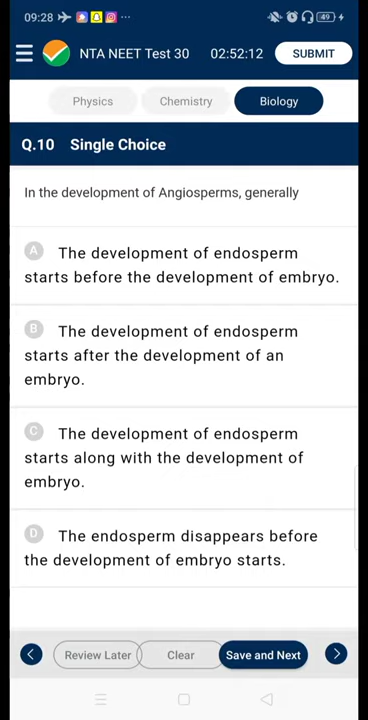 09:28
49
NTA NEET Test 30 02:52:12 SUBMIT
Physics Chemistry Biology
Q.10 Single Choice
In the development of Angiosperms, generally
A The development of endosperm
starts before the development of embryo.
B The development of endosperm
starts after the development of an
embryo.
C The development of endosperm
starts along with the development of
embryo.
D The endosperm disappears before
the development of embryo starts.
Review Later Clear Save and Next